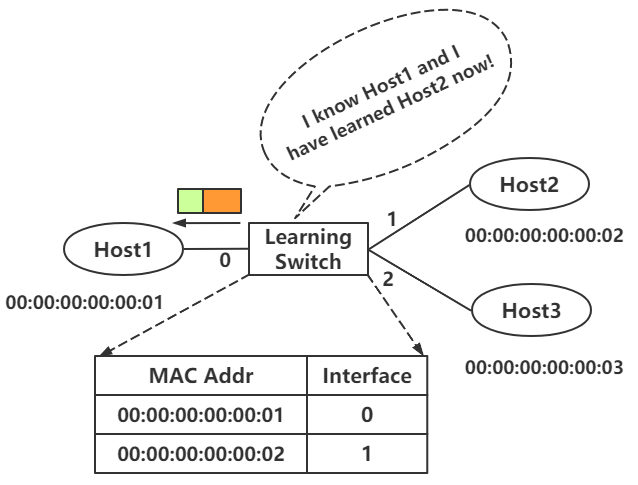 I know Host1 and I
have learned Host2 now!
Host1
0
Learning
Switch
1
2
Host2
00:00:00:00:00:02
Host3
00:00:00:00:00:03
00:00:00:00:00:01
MAC Addr Interface
00:00:00:00:00:01 0
00:00:00:00:00:02 1